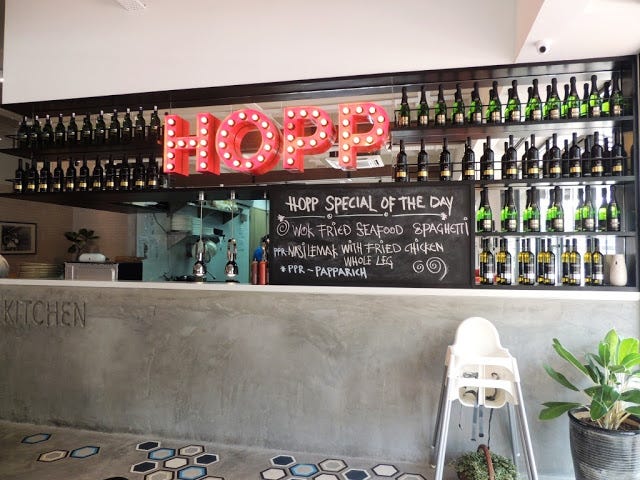 HOPP
HOPP SPECIAL OF THE DAY
WOK FRIED SEAFOOD SPAGHETTI
PPR-NASI LEMAK WITH FRIED CHICKEN
WHOLE LEG
*PPR - PAPPARICH
KITCHEN